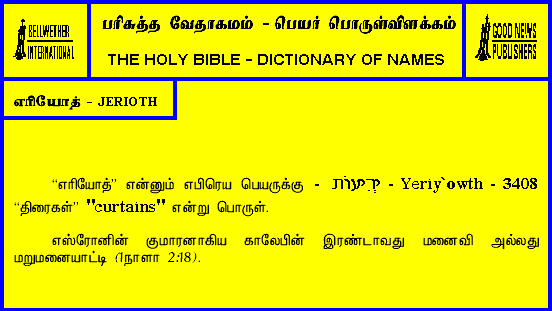 BELLWETHER
INTERNATIONAL
பரிசுத்த வேதாகமம் - பெயர் பொருள்விளக்கம்
THE HOLY BIBLE - DICTIONARY OF NAMES
GOOD NEWS
PUBLISHERS
எரியோத் - JERIOTH
“எரியோத்” என்னும் எபிரெய பெயருக்கு - יְרִיעוֹת - Yeriy`owth - 3408
“திரைகள்” "curtains" என்று பொருள்.
எஸ்ரோனின் குமாரனாகிய காலேபின் இரண்டாவது மனைவி அல்லது
மறுமனையாட்டி (1நாளா 2:18).